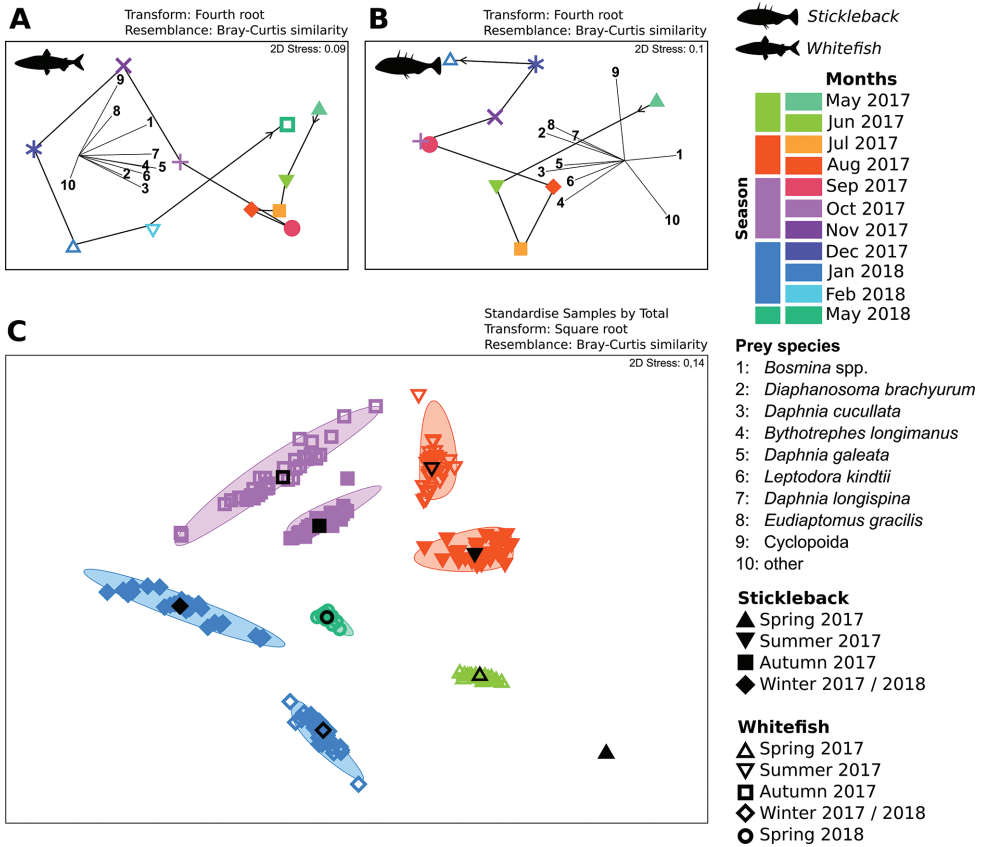 A
Transform: Fourth root
Resemblance: Bray-Curtis similarity
2D Stress: 0.09
9
8
1
7
4
5
6
2
3
10
B
Transform: Fourth root
Resemblance: Bray-Curtis similarity
2D Stress: 0.1
9
8
7
2
1
5
3
6
4
10
Stickleback
Whitefish
Months
May 2017
Jun 2017
Jul 2017
Aug 2017
Sep 2017
Oct 2017
Nov 2017
Dec 2017
Jan 2018
Feb 2018
May 2018
Season
C
Standardise Samples by Total
Transform: Square root
Resemblance: Bray-Curtis similarity
2D Stress: 0,14
Prey species
1: Bosmina spp.
2: Diaphanosoma brachyurum
3: Daphnia cucullata
4: Bythotrephes longimanus
5: Daphnia galeata
6: Leptodora kindtii
7: Daphnia longispina
8: Eudiaptomus gracilis
9: Cyclopoida
10: other
Stickleback
Spring 2017
Summer 2017
Autumn 2017
Winter 2017 / 2018
Whitefish
Spring 2017
Summer 2017
Autumn 2017
Winter 2017 / 2018
Spring 2018